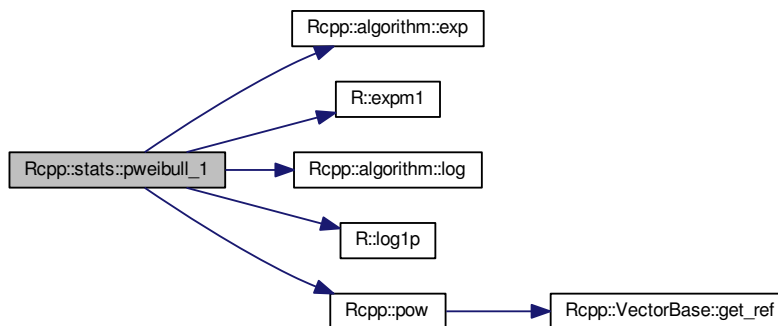 Rcpp::algorithm::exp
R::expm1
Rcpp::stats::pweibull_1
Rcpp::algorithm::log
R::log1p
Rcpp::pow
Rcpp::VectorBase::get_ref